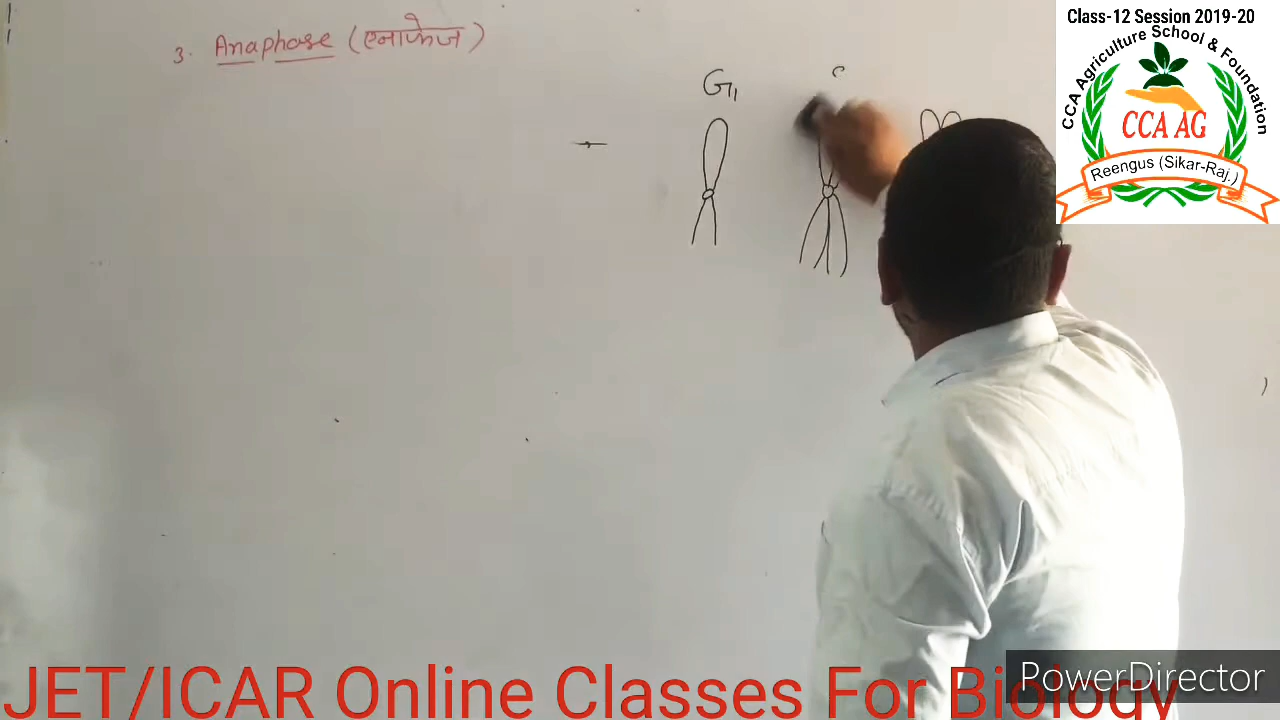 3. Anaphase (एनाफेज)
G1
Class-12 Session 2019-20
CCA Agriculture School & Foundation
CCA AG
Reengus (Sikar-Raj.)
JET/ICAR Online Classes For Biology
PowerDirector